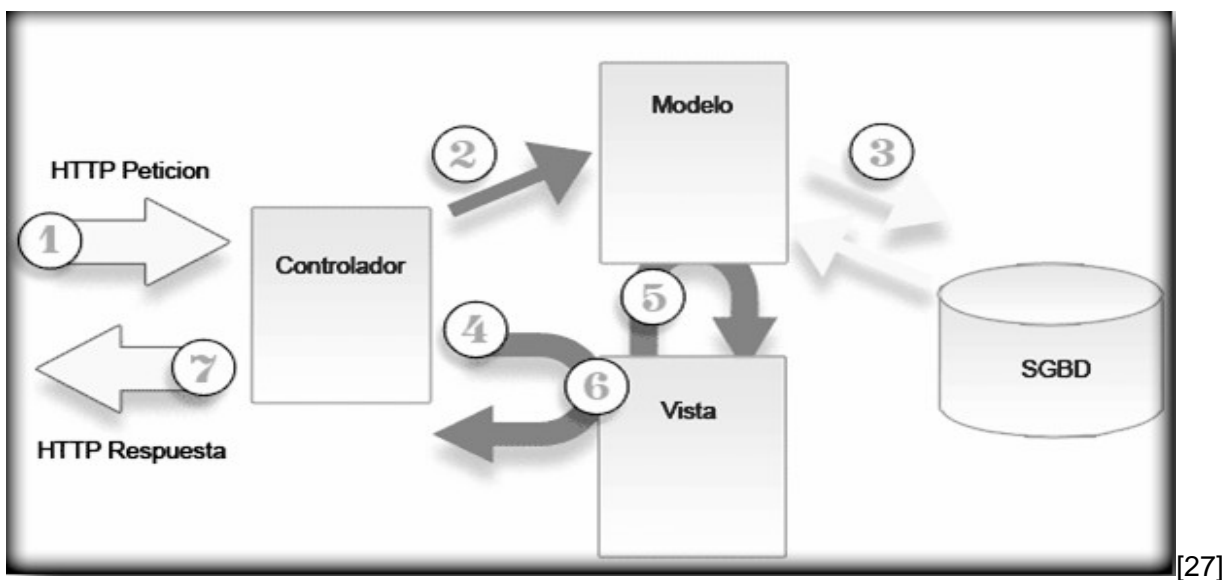 Modelo
2
3
HTTP Peticion
1
Controlador
5
4
7
6
SGBD
Vista
HTTP Respuesta
[27]